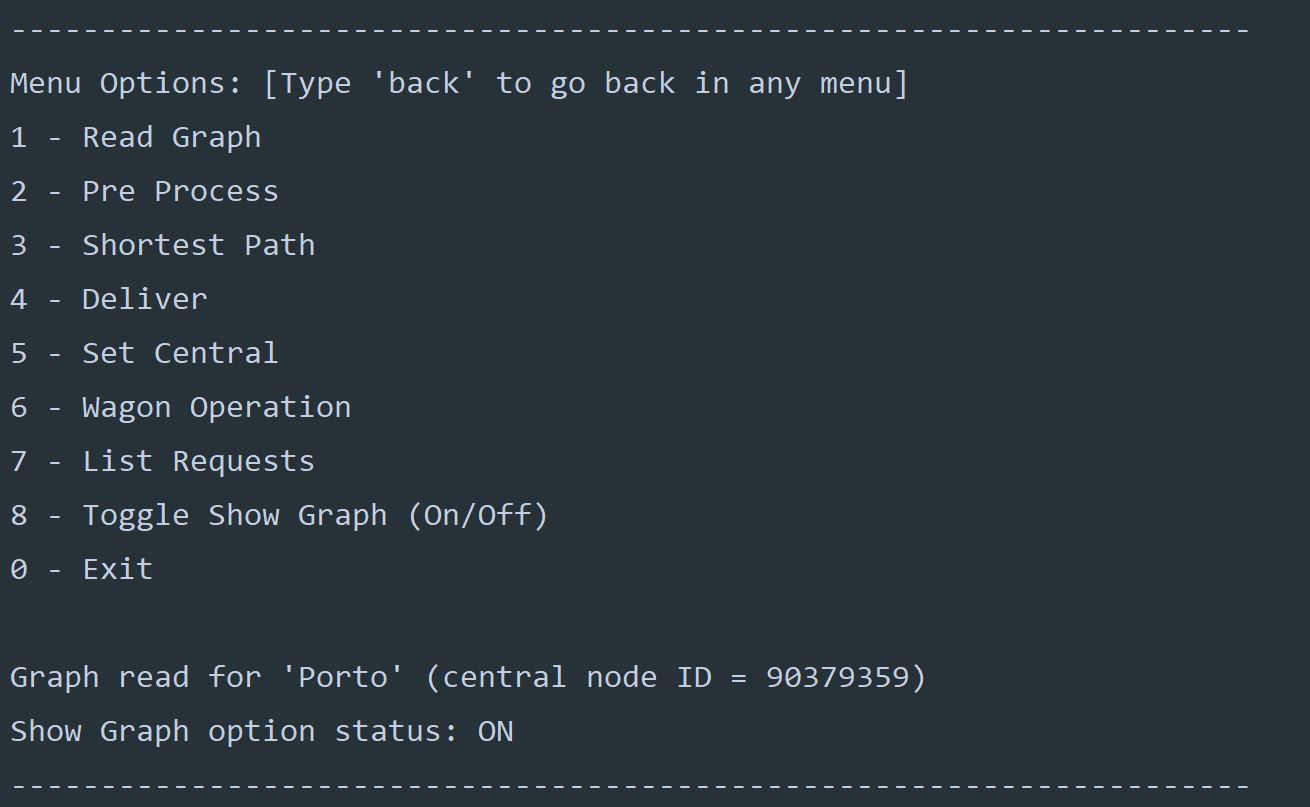 ---------------------------------------------------------------------
Menu Options: [Type 'back' to go back in any menu]
1 - Read Graph
2 - Pre Process
3 - Shortest Path
4 - Deliver
5 - Set Central
6 - Wagon Operation
7 - List Requests
8 - Toggle Show Graph (On/Off)
0 - Exit
Graph read for 'Porto' (central node ID = 90379359)
Show Graph option status: ON
---------------------------------------------------------------------